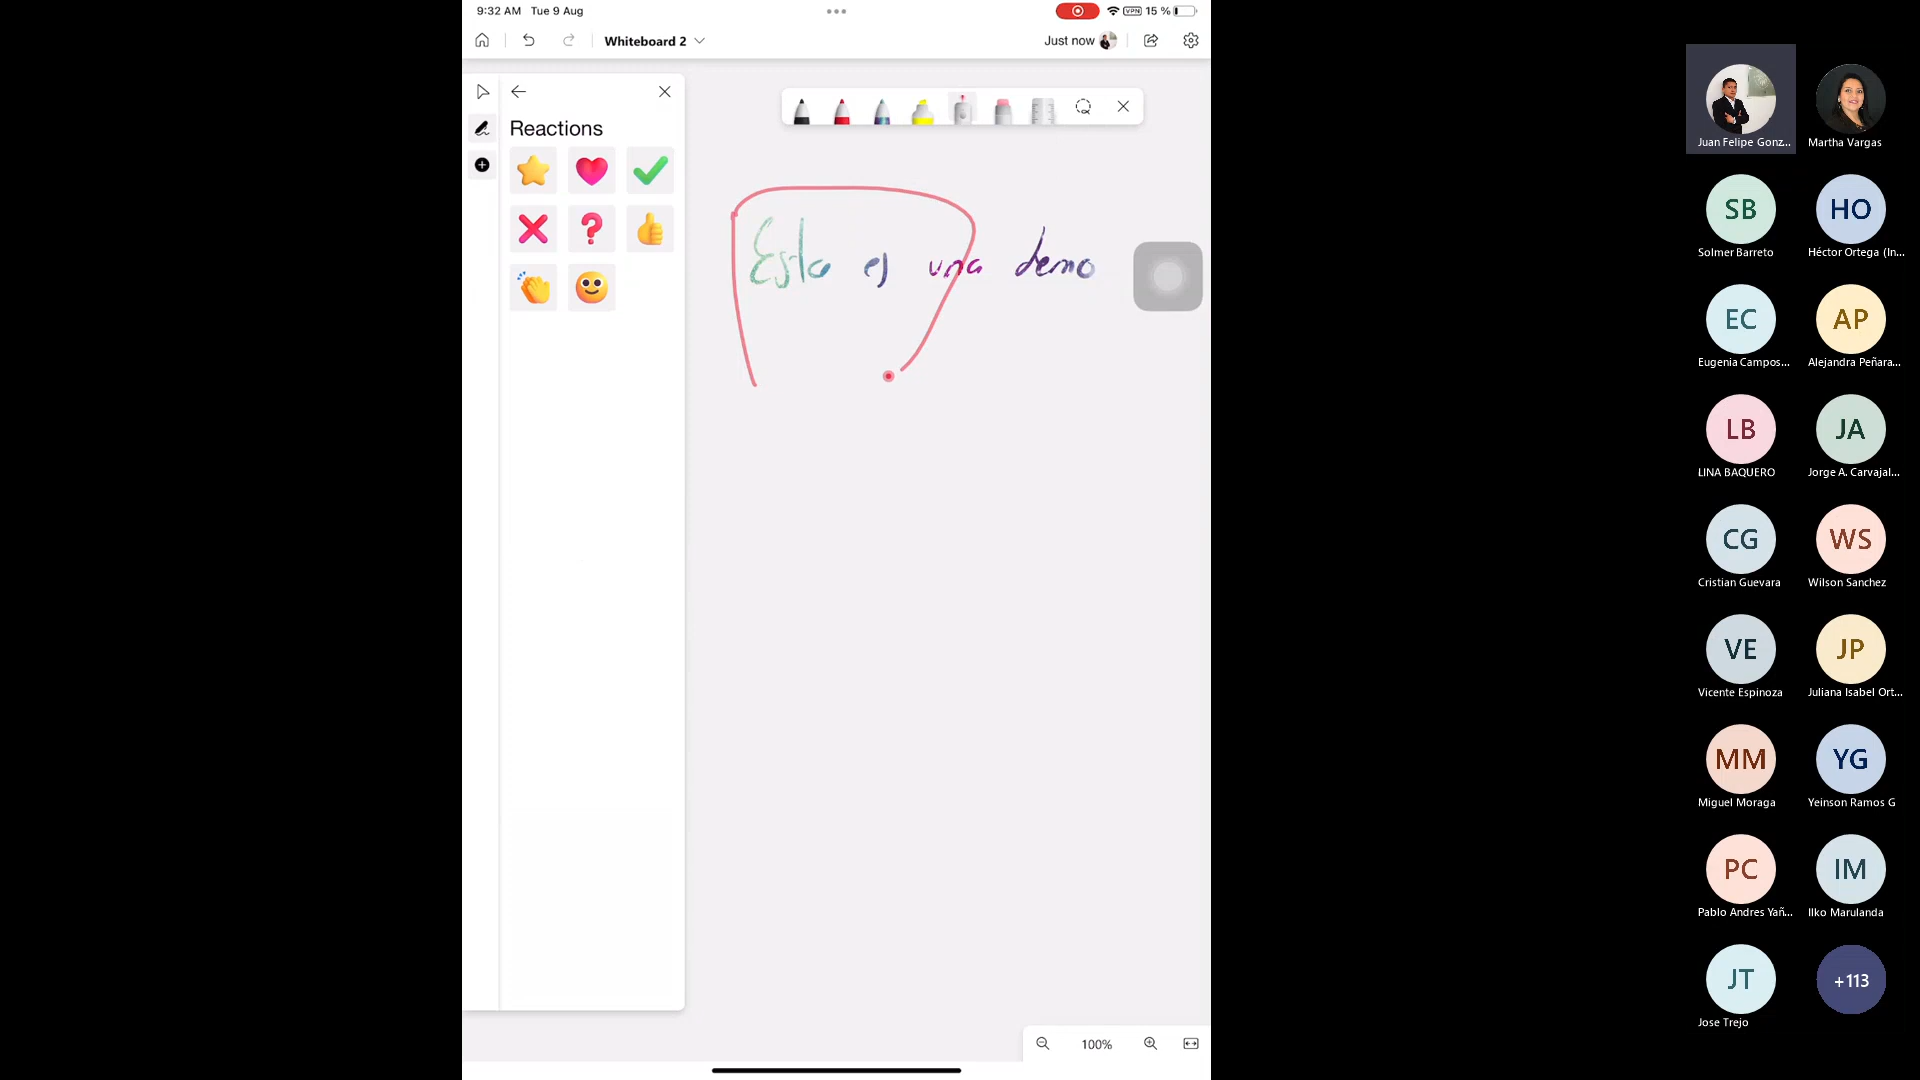 9:32 AM Tue 9 Aug
VPN 15 %
Whiteboard 2
Just now
Reactions
Esta es una demo
100%
Juan Felipe Gonz...
Martha Vargas
SB
Solmer Barreto
HO
Héctor Ortega (In...
EC
Eugenia Campos...
AP
Alejandra Peñara...
LB
LINA BAQUERO
JA
Jorge A. Carvajal...
CG
Cristian Guevara
WS
Wilson Sanchez
VE
Vicente Espinoza
JP
Juliana Isabel Ort...
MM
Miguel Moraga
YG
Yeinson Ramos G
PC
Pablo Andres Yañ...
IM
Ilko Marulanda
JT
Jose Trejo
+113